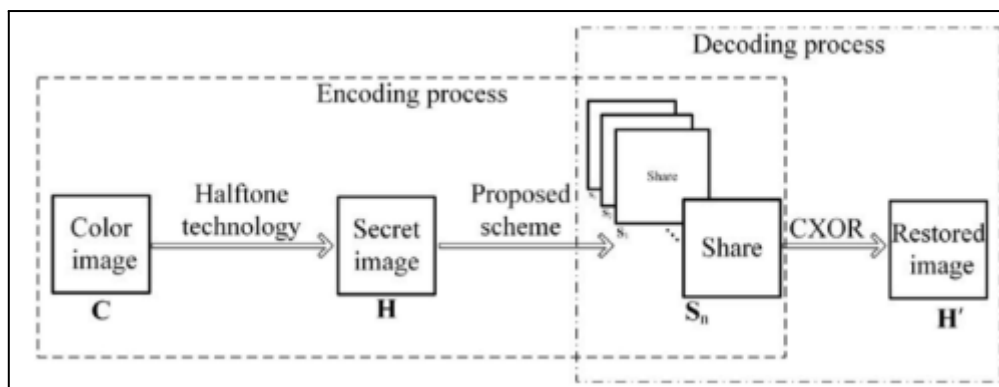 Decoding process
Encoding process
Color
image
C
Halftone
technology
Secret
image
H
Proposed
scheme
Share
Share
Sₙ
CXOR
Restored
image
H′